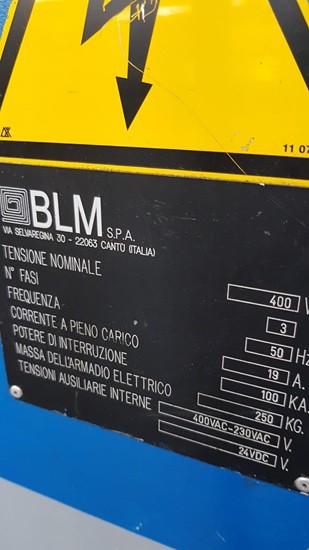 11 07
BLM S.P.A.
VIA SELVAREGINA 30 - 22063 CANTÙ (ITALIA)
TENSIONE NOMINALE 400 V
N° FASI 3
FREQUENZA 50 HZ
CORRENTE A PIENO CARICO 19 A.
POTERE DI INTERRUZIONE 100 KA.
MASSA DELL'ARMADIO ELETTRICO 250 KG.
TENSIONI AUSILIARIE INTERNE 400VAC-230VAC V.
24VDC V.